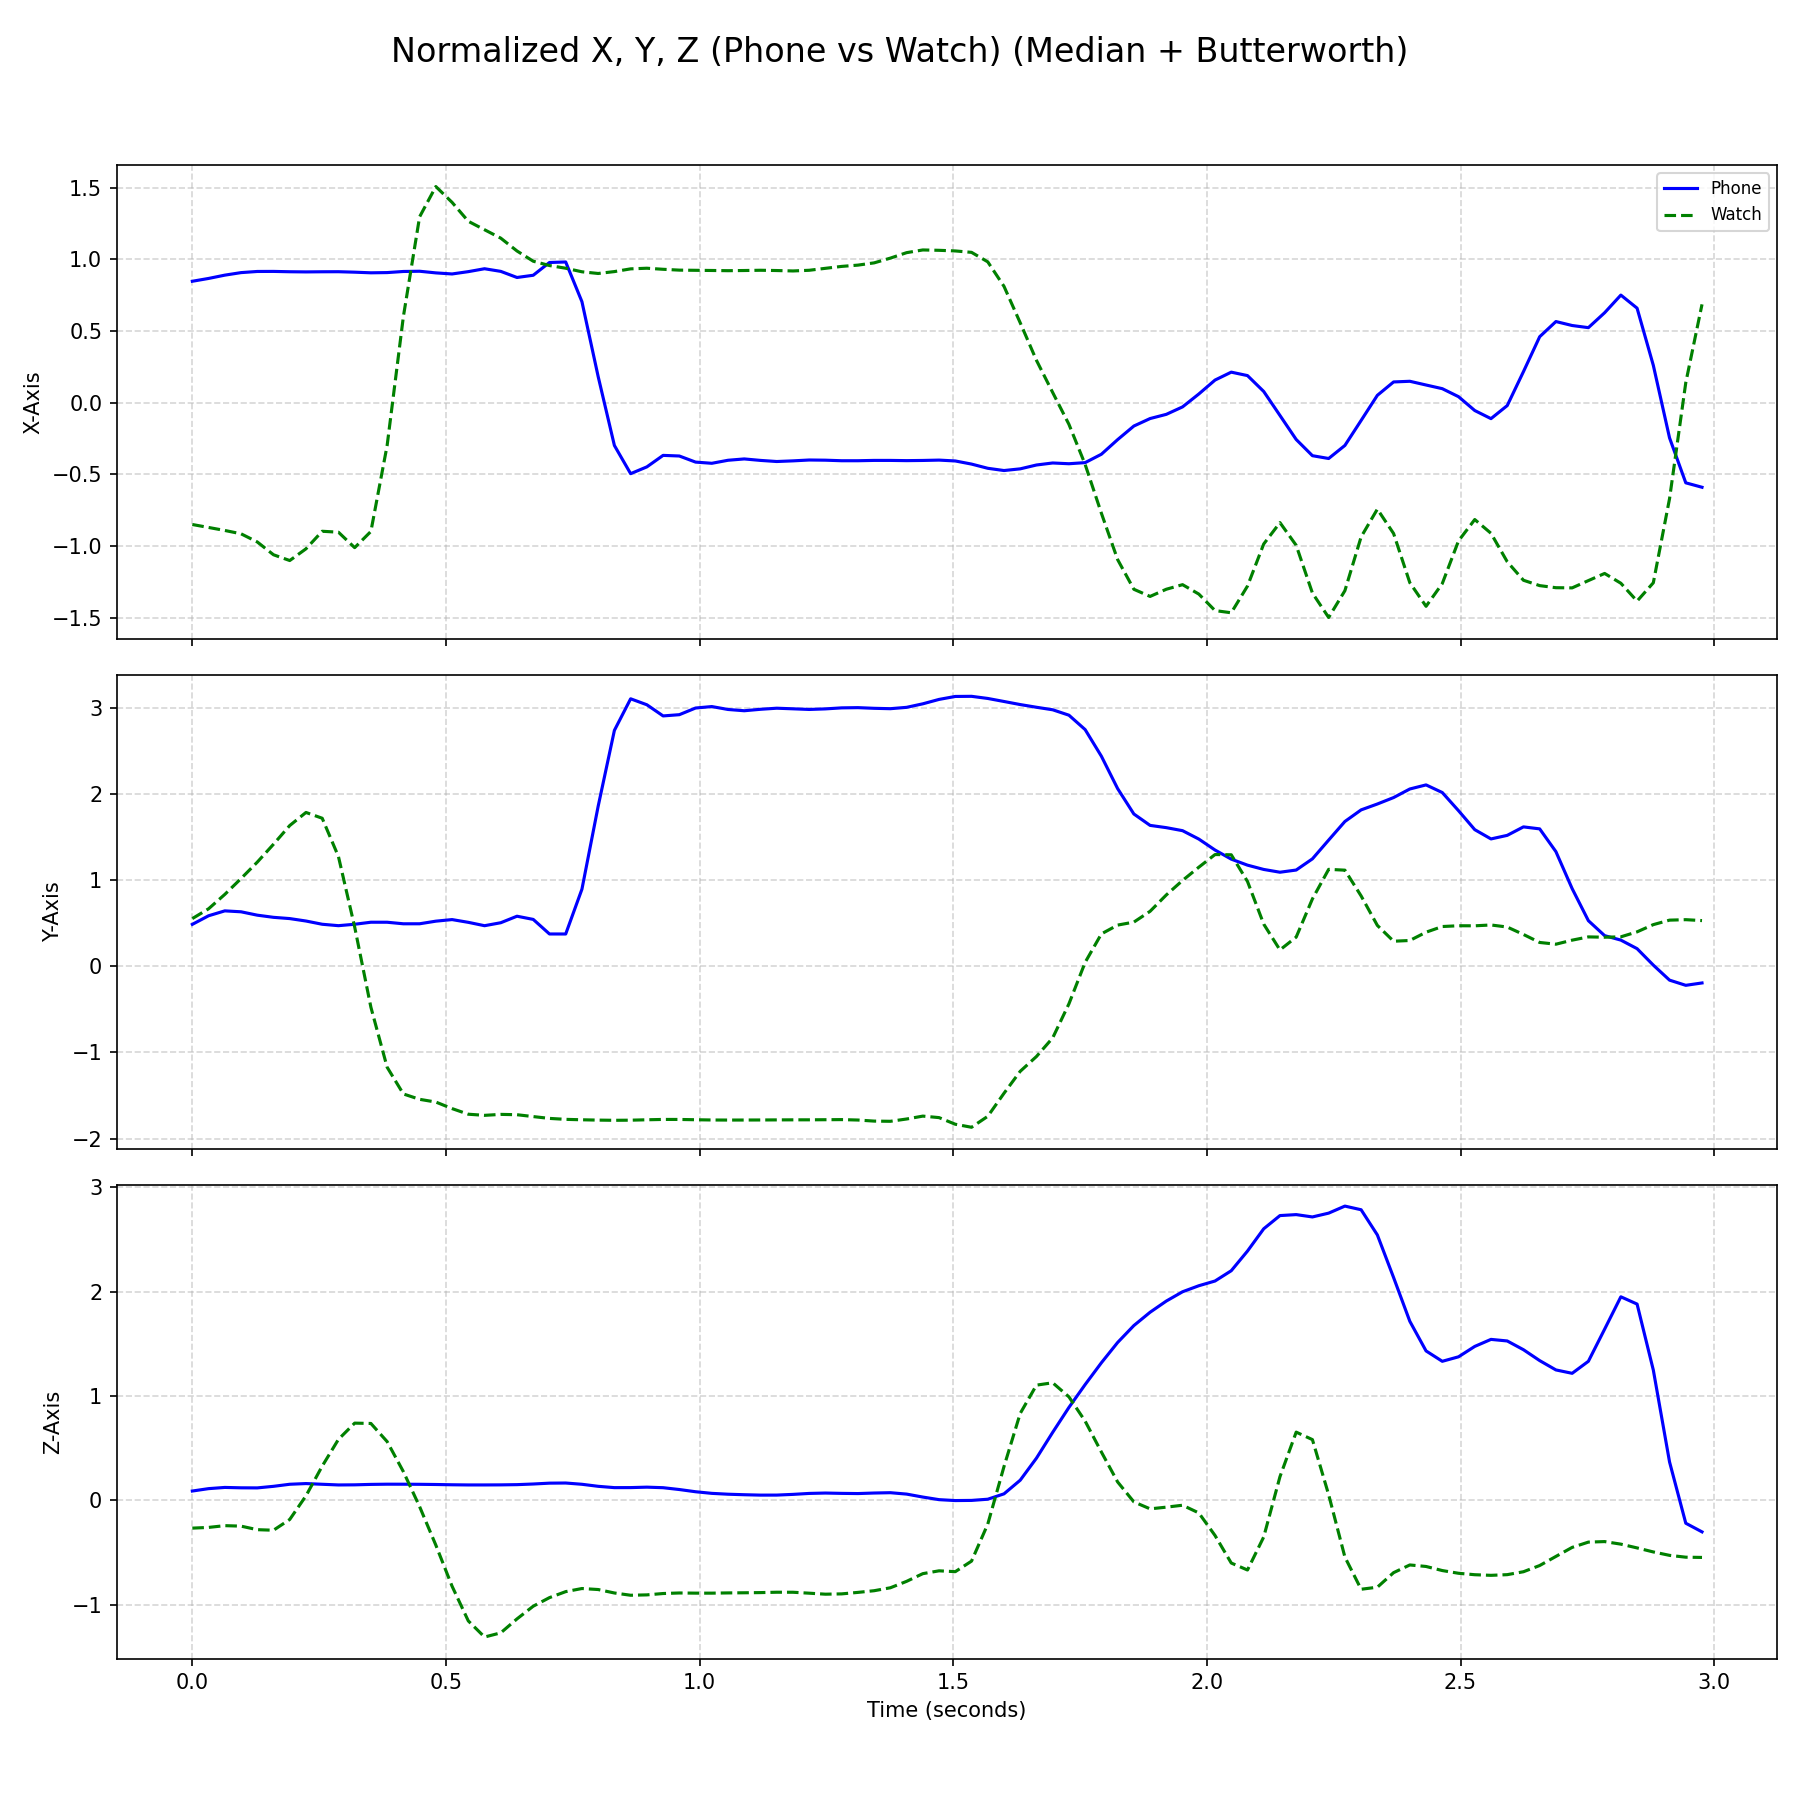 Normalized X, Y, Z (Phone vs Watch) (Median + Butterworth)
Phone
Watch
X-Axis
1.5
1.0
0.5
0.0
−0.5
−1.0
−1.5
Y-Axis
3
2
1
0
−1
−2
Z-Axis
3
2
1
0
−1
0.0 0.5 1.0 1.5 2.0 2.5 3.0
Time (seconds)